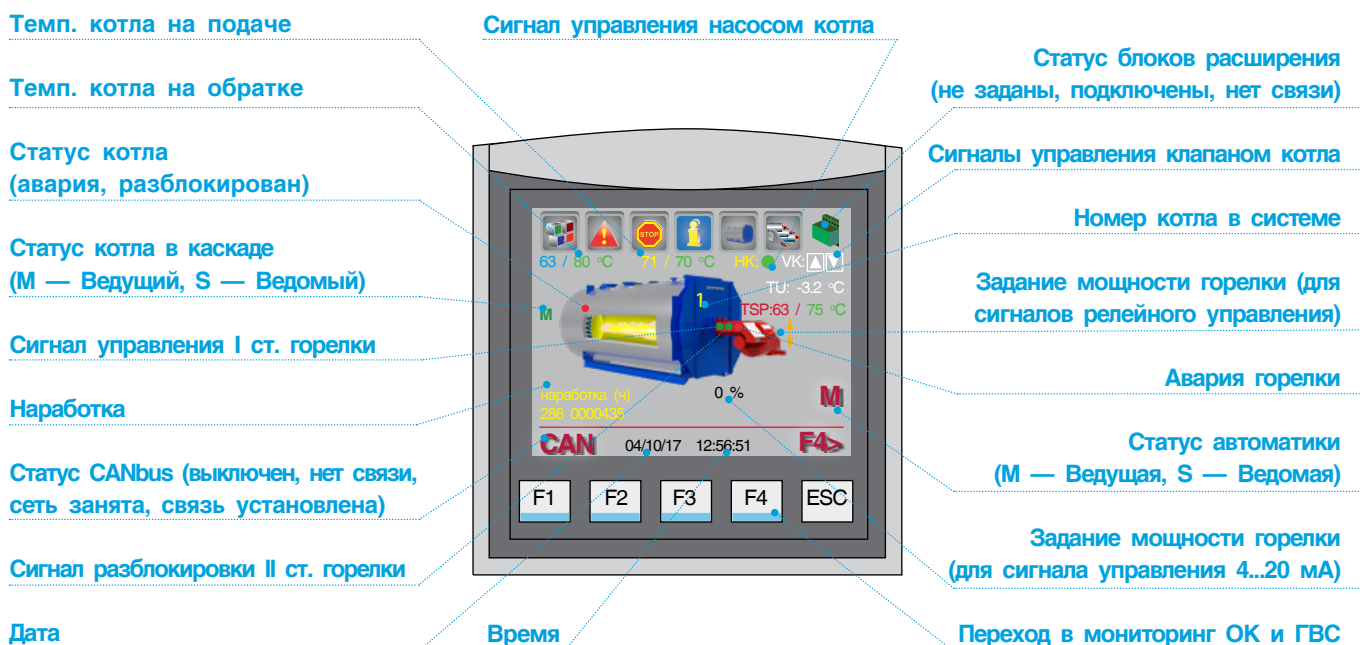 Темп. котла на подаче
Сигнал управления насосом котла
Темп. котла на обратке
Статус котла
(авария, разблокирован)
Статус котла в каскаде
(M — Ведущий, S — Ведомый)
Сигнал управления I ст. горелки
Наработка
Статус CANbus (выключен, нет связи,
сеть занята, связь установлена)
Сигнал разблокировки II ст. горелки
Дата
Время
Статус блоков расширения
(не заданы, подключены, нет связи)
Сигналы управления клапаном котла
Номер котла в системе
Задание мощности горелки (для
сигналов релейного управления)
Авария горелки
Статус автоматики
(M — Ведущая, S — Ведомая)
Задание мощности горелки
(для сигнала управления 4...20 мА)
Переход в мониторинг ОК и ГВС
STOP
63 / 80 °C 71 / 70 °C НК: VK:
TU: -3.2 °C
TSP:63 / 75 °C
1
M
наработка (ч)
286 0000435
0 %
M
CAN 04/10/17 12:56:51 F4>
F1 F2 F3 F4 ESC